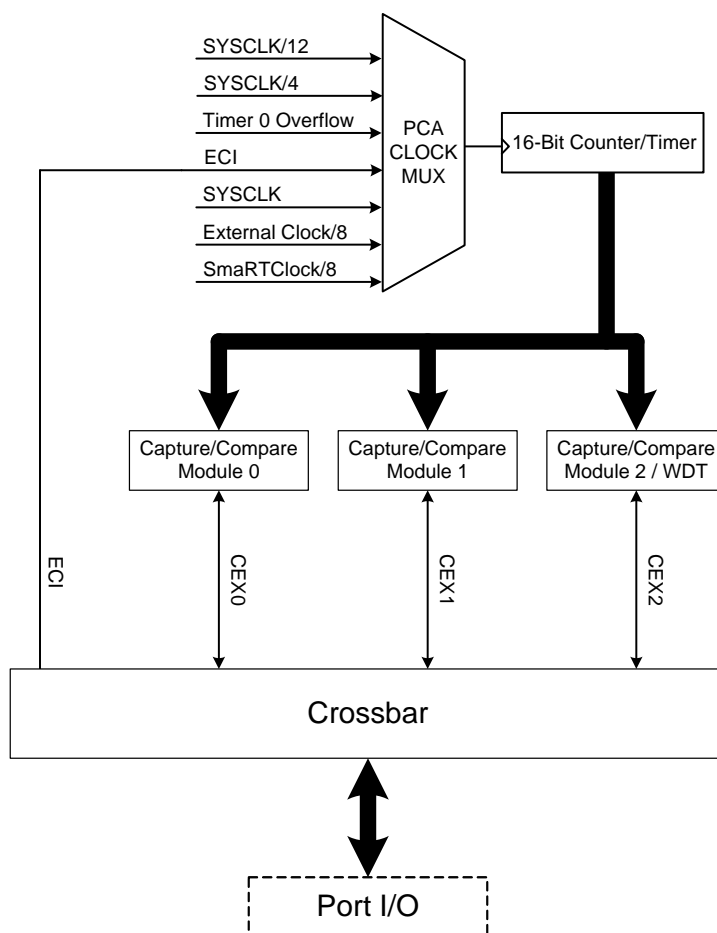 SYSCLK/12
SYSCLK/4
Timer 0 Overflow
ECI
SYSCLK
External Clock/8
SmaRTClock/8
PCA
CLOCK
MUX
16-Bit Counter/Timer
Capture/Compare
Module 0
Capture/Compare
Module 1
Capture/Compare
Module 2 / WDT
ECI
CEX0
CEX1
CEX2
Crossbar
Port I/O